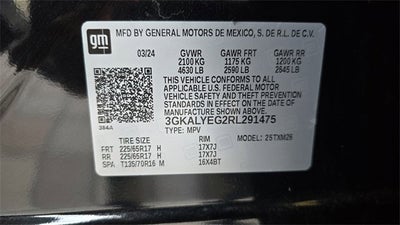 gm
MFD BY GENERAL MOTORS DE MEXICO, S. DE R.L. DE C.V.
03/24 GVWR GAWR FRT GAWR RR
2100 KG 1175 KG 1200 KG
4630 LB 2590 LB 2645 LB
THIS VEHICLE CONFORMS TO ALL
APPLICABLE U.S. FEDERAL MOTOR
VEHICLE SAFETY AND THEFT PREVENTION
STANDARDS IN EFFECT ON THE DATE OF
MANUFACTURE SHOWN ABOVE.
3GKALYEG2RL291475
384A TYPE: MPV
TIRE SIZE RIM 25TXM26
FRT 225/65R17 H 17X7J
RR 225/65R17 H 17X7J
SPA T135/70R16 M 16X4BT